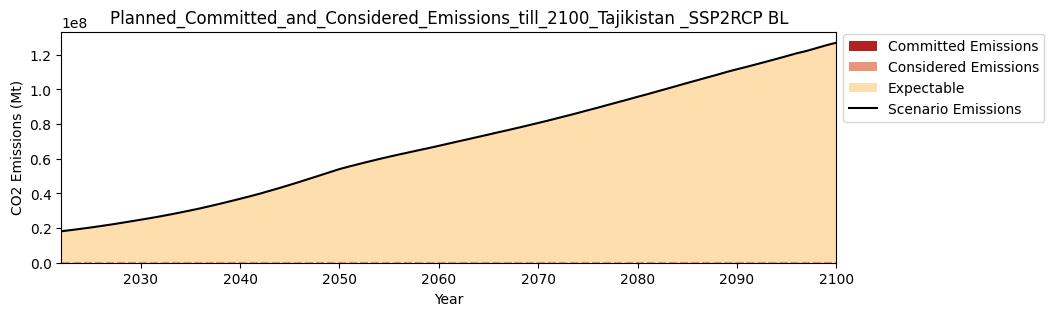 Planned_Committed_and_Considered_Emissions_till_2100_Tajikistan _SSP2RCP BL
1e8
1.2
1.0
0.8
0.6
0.4
0.2
0.0
CO2 Emissions (Mt)
2030 2040 2050 2060 2070 2080 2090 2100
Year
Committed Emissions
Considered Emissions
Expectable
Scenario Emissions